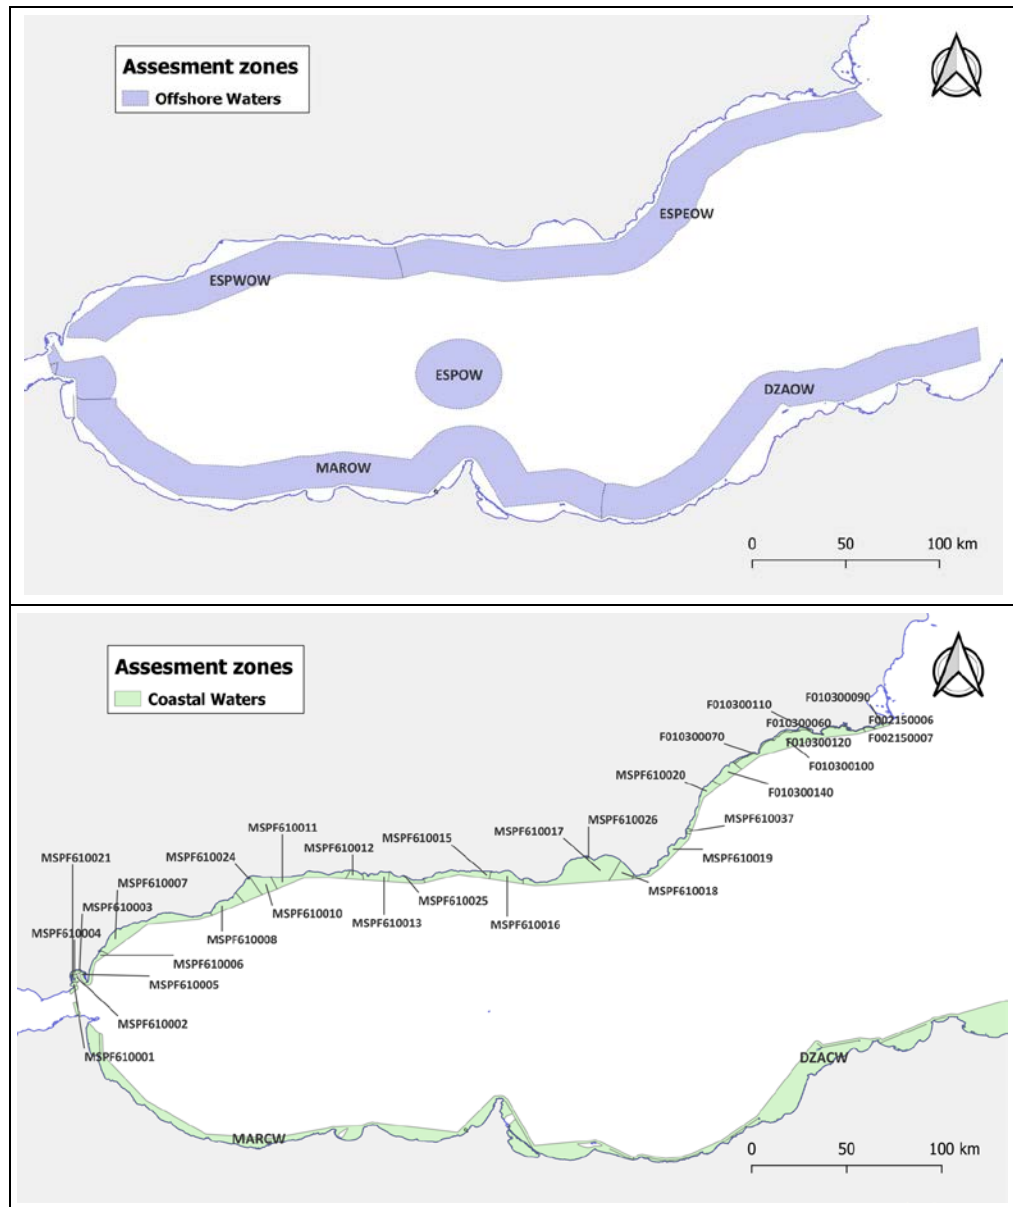 Assesment zones
Offshore Waters
ESPEOW
ESPWOW
ESPOW
DZAOW
MAROW
0 50 100 km
Assesment zones
Coastal Waters
F010300090
F010300110
F002150006
F010300060
F002150007
F010300070
F010300120
F010300100
MSPF610020
F010300140
MSPF610026
MSPF610037
MSPF610011
MSPF610015
MSPF610017
MSPF610012
MSPF610024
MSPF610021
MSPF610019
MSPF610007
MSPF610018
MSPF610003
MSPF610025
MSPF610010
MSPF610013
MSPF610016
MSPF610004
MSPF610008
MSPF610006
MSPF610005
MSPF610002
MSPF610001
DZACW
MARCW
0 50 100 km